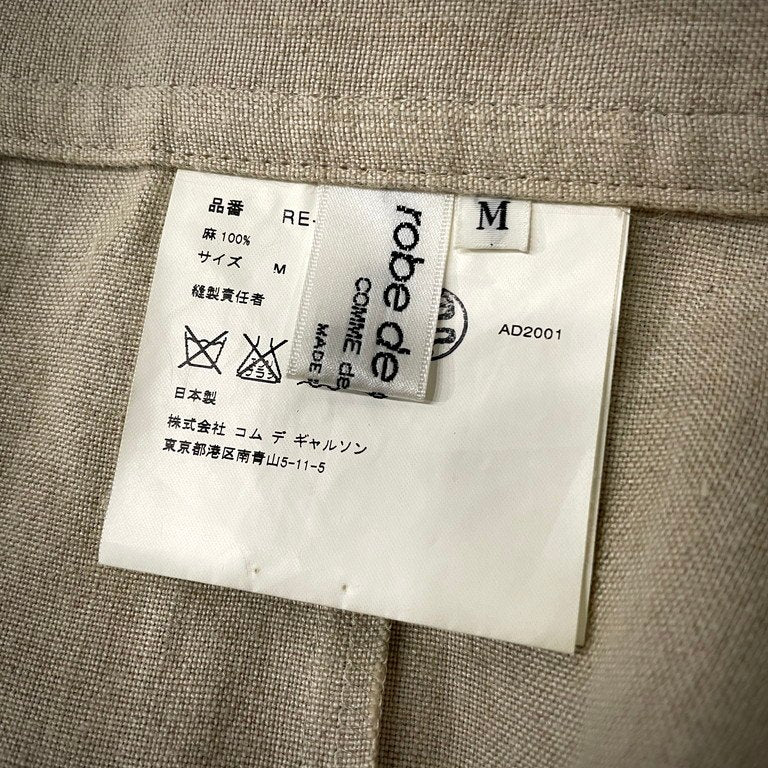 品番 RE-
麻 100%
サイズ M
縫製責任者
robe de
COMME de
MADE
M
AD2001
日本製
株式会社 コム デ ギャルソン
東京都港区南青山5-11-5